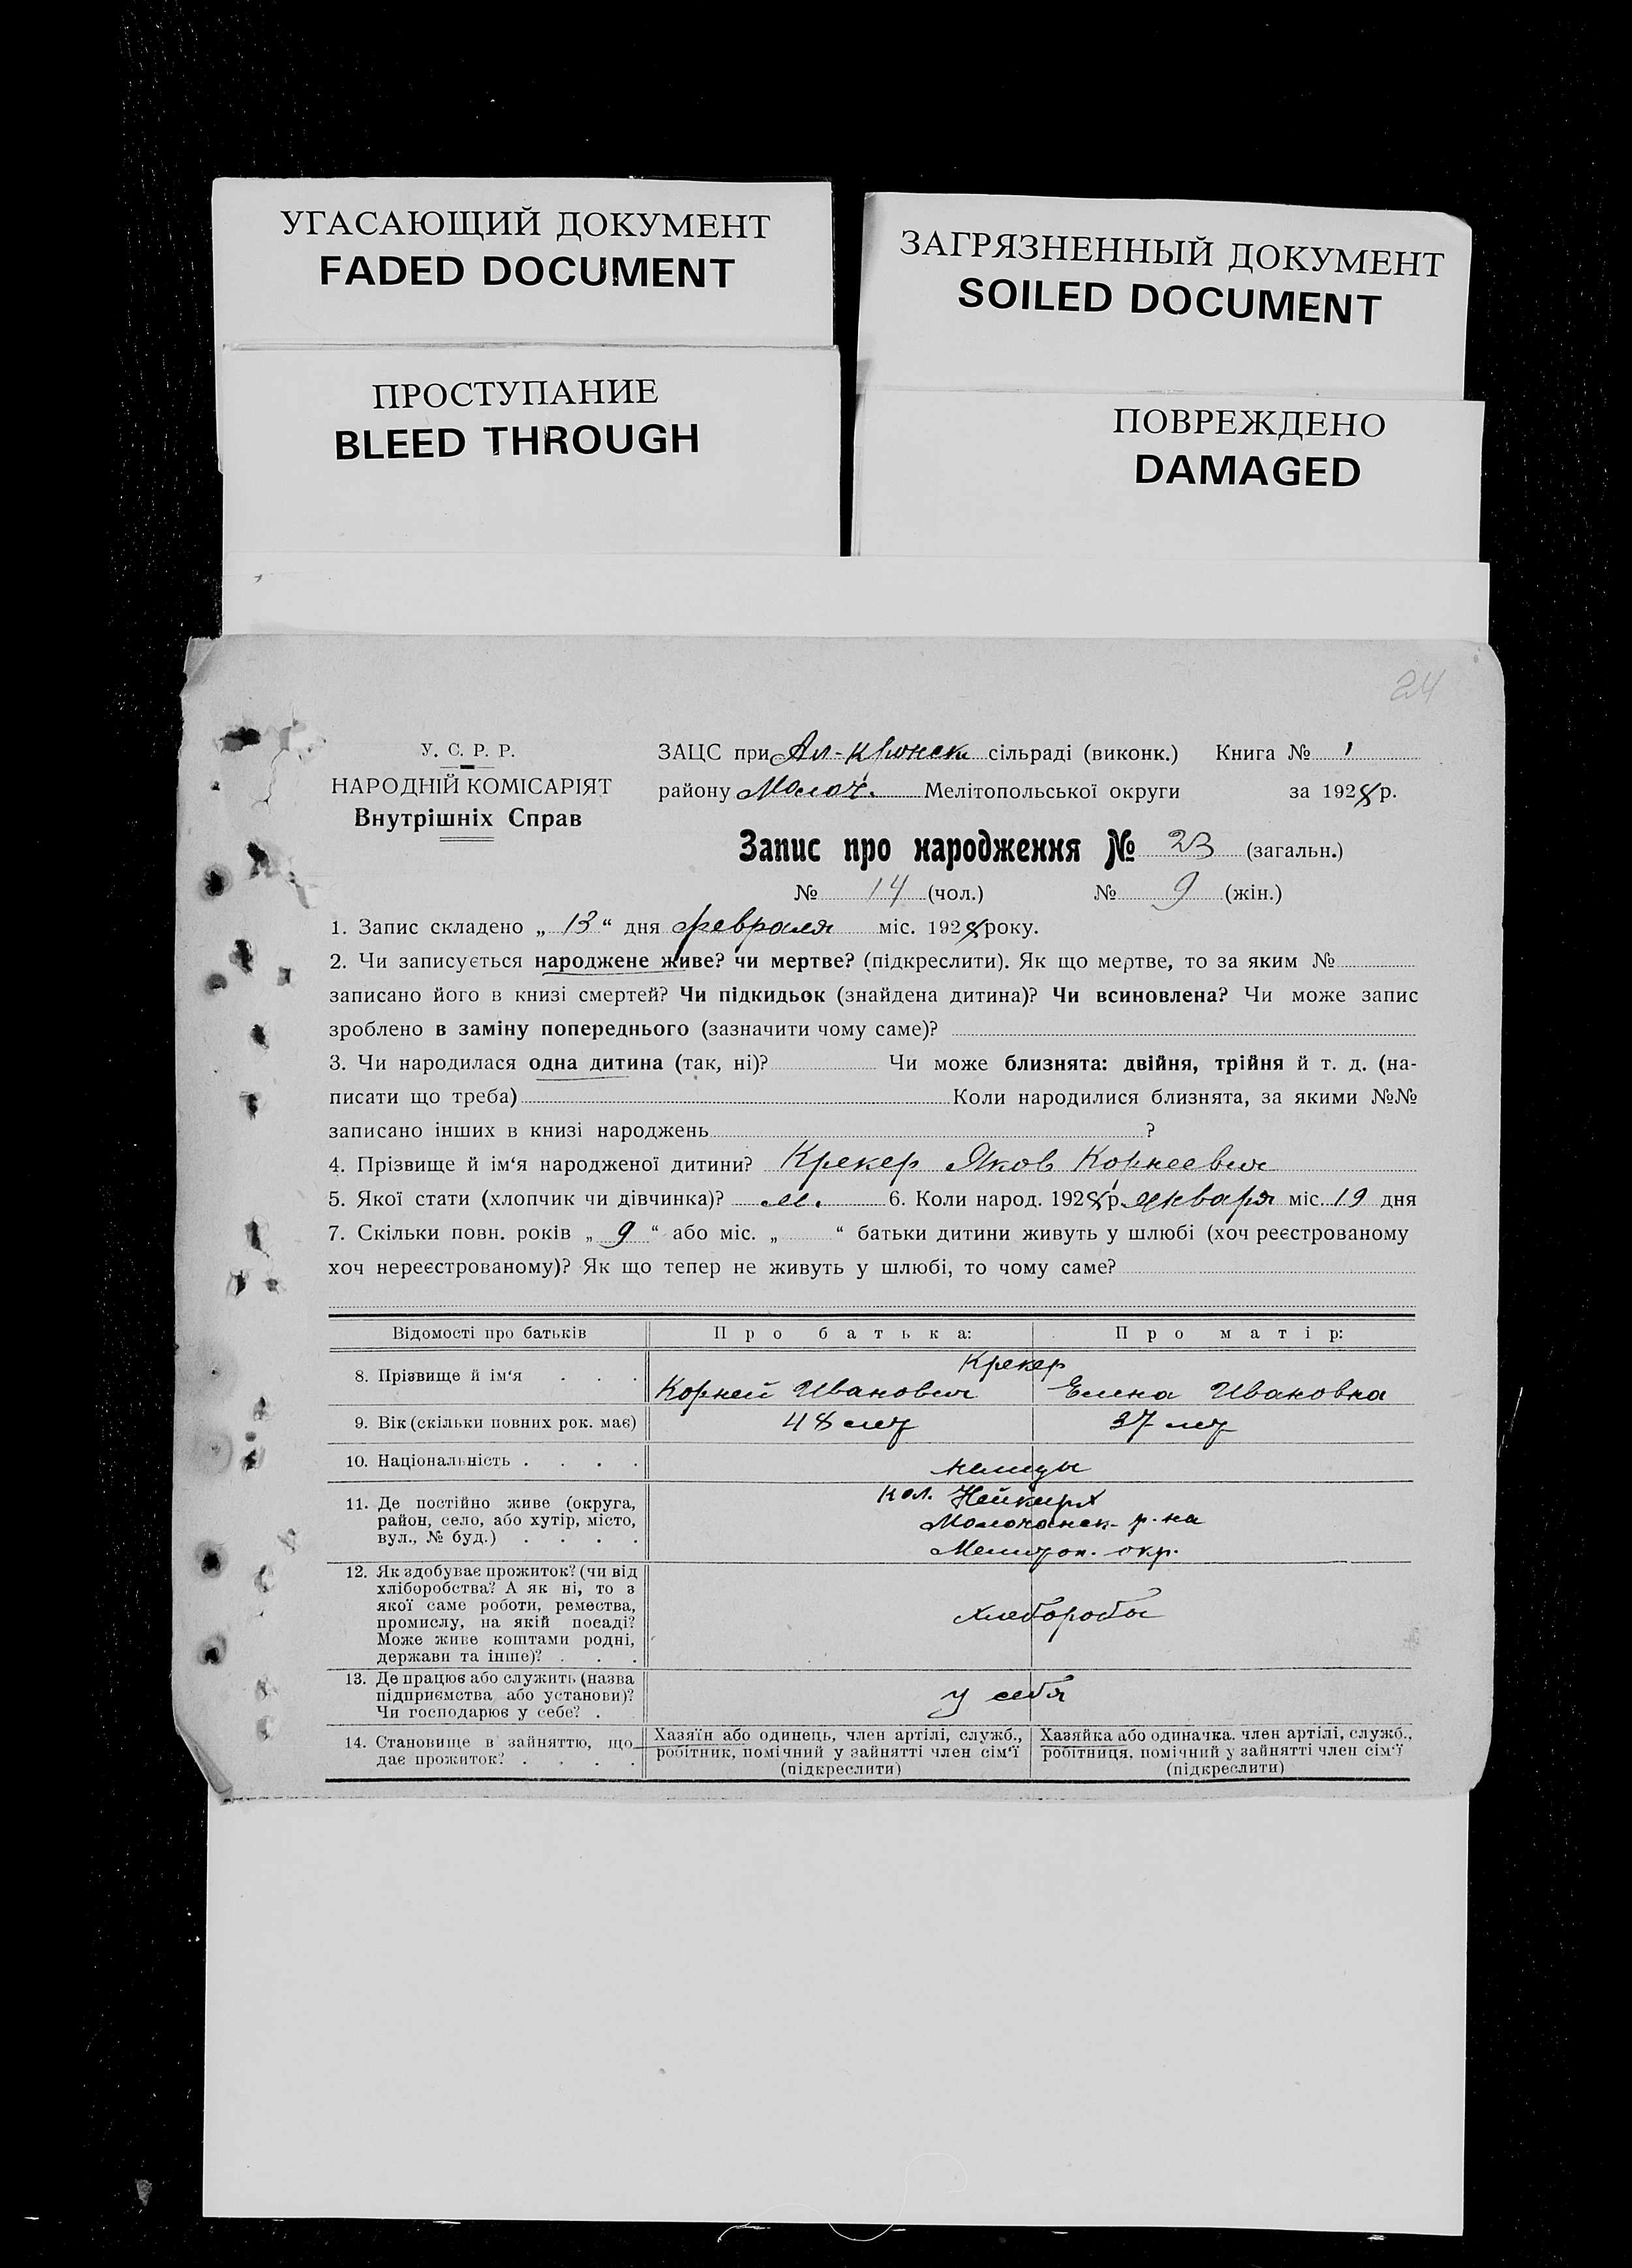 УГАСАЮЩИЙ ДОКУМЕНТ
FADED DOCUMENT
ЗАГРЯЗНЕННЫЙ ДОКУМЕНТ
SOILED DOCUMENT
ПРОСТУПАНИЕ
BLEED THROUGH
ПОВРЕЖДЕНО
DAMAGED
24
У. С. Р. Р.
НАРОДНІЙ КОМІСАРІЯТ
Внутрішніх Справ
ЗАЦС при Ал-Кронск сільраді (виконк.) Книга № 1
району Молоч. Мелітопольської округи за 1928 р.
Запис про народження № 23 (загальн.)
№ 14 (чол.) № 9 (жін.)
1. Запис складено „ 13 “ дня февраля міс. 1928 року.
2. Чи записується народжене живе? чи мертве? (підкреслити). Як що мертве, то за яким №
записано його в книзі смертей? Чи підкидьок (знайдена дитина)? Чи всиновлена? Чи може запис
зроблено в заміну попереднього (зазначити чому саме)?
3. Чи народилася одна дитина (так, ні)? Чи може близнята: двійня, трійня й т. д. (на-
писати що треба) Коли народилися близнята, за якими №№
записано інших в книзі народжень ?
4. Прізвище й ім‘я народженої дитини? Крекер Яков Корнеевич
5. Якої стати (хлопчик чи дівчинка)? м. 6. Коли народ. 1928 р. января міс. 19 дня
7. Скільки повн. років „ 9 “ або міс. „ “ батьки дитини живуть у шлюбі (хоч реєстрованому
хоч нереєстрованому)? Як що тепер не живуть у шлюбі, то чому саме?
Відомості про батьків Про батька: Про матір:
Крекер
8. Прізвище й ім‘я . . . Корней Иванович Елена Ивановна
9. Вік (скільки повних рок. має) 48 лет 37 лет
10. Національність . . . . немцы
11. Де постійно живе (округа, кол. Нейкирх
район, село, або хутір, місто, Молочанск. р-на
вул., № буд.) . . . . Мелитоп. окр.
12. Як здобуває прожиток? (чи від
хліборобства? А як ні, то з
якої саме роботи, ремества, хлеборобы
промислу, на якій посаді?
Може живе коштами родні,
держави та інше)? . . .
13. Де працює або служить (назва
підприємства або установи)? у себя
Чи господарює у себе? .
14. Становище в зайняттю, що Хазяїн або одинець, член артілі, служб., Хазяйка або одиначка, член артілі, служб.,
дає прожиток? . . . робітник, помічний у зайнятті член сім‘ї робітниця, помічний у зайнятті член сім‘ї
(підкреслити) (підкреслити)